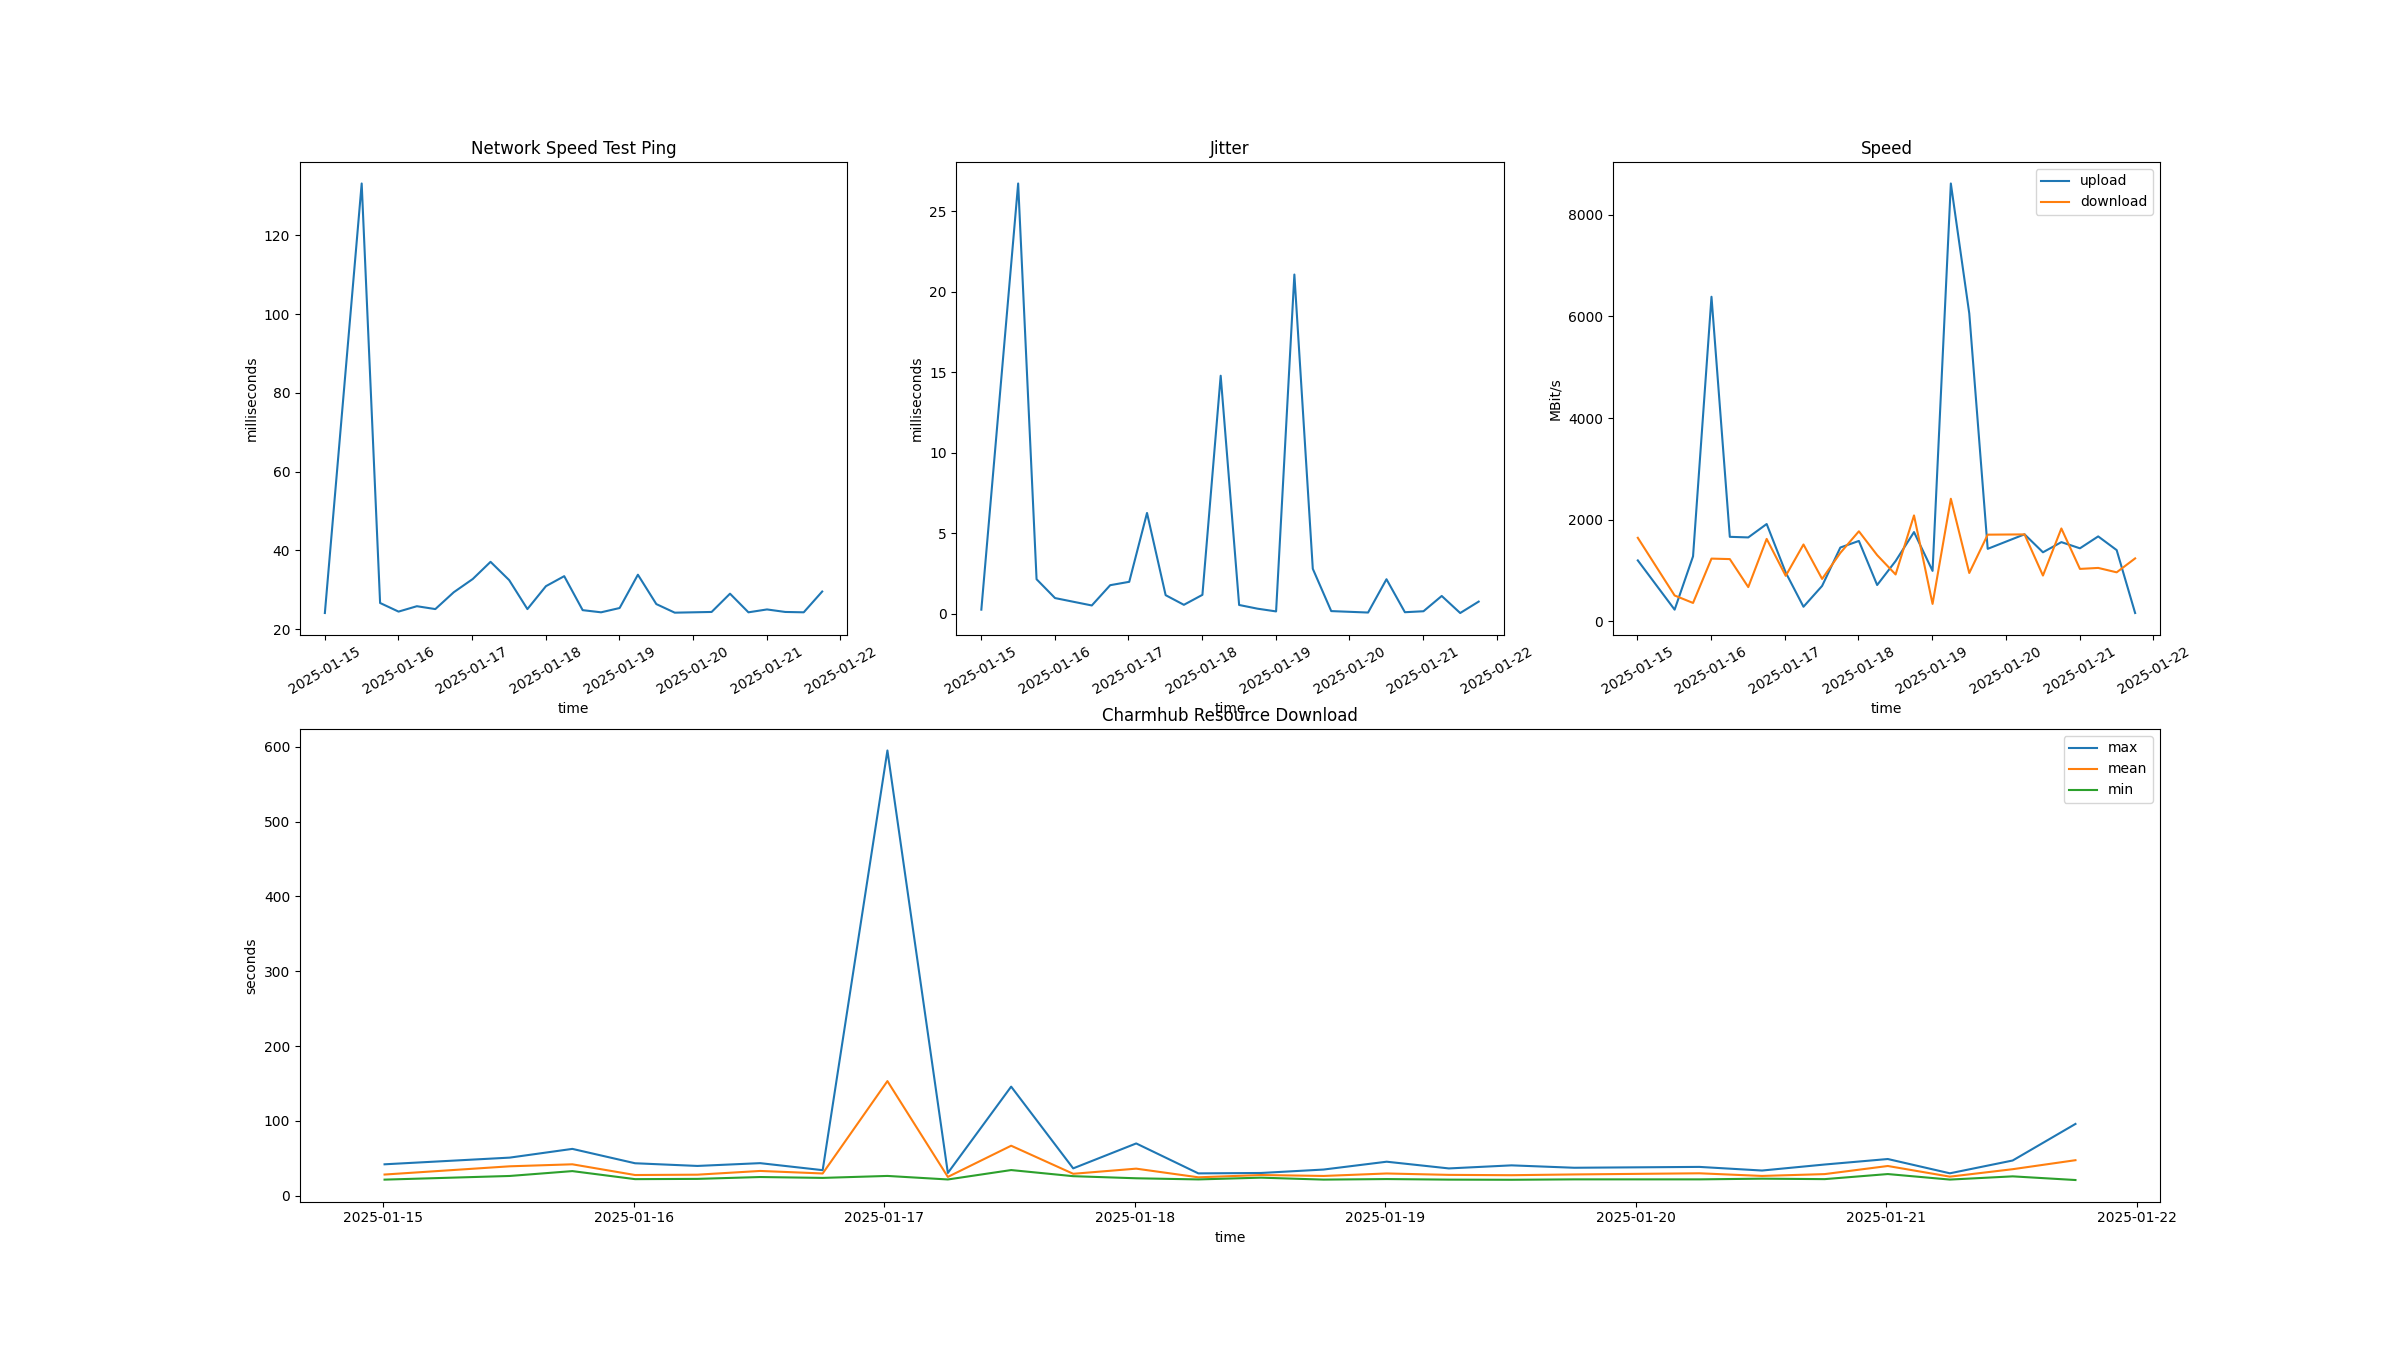 Network Speed Test Ping
milliseconds
120
100
80
60
40
20
2025-01-15 2025-01-16 2025-01-17 2025-01-18 2025-01-19 2025-01-20 2025-01-21 2025-01-22
time
Jitter
milliseconds
25
20
15
10
5
0
2025-01-15 2025-01-16 2025-01-17 2025-01-18 2025-01-19 2025-01-20 2025-01-21 2025-01-22
time
Speed
upload
download
MBit/s
8000
6000
4000
2000
0
2025-01-15 2025-01-16 2025-01-17 2025-01-18 2025-01-19 2025-01-20 2025-01-21 2025-01-22
time
Charmhub Resource Download
max
mean
min
seconds
600
500
400
300
200
100
0
2025-01-15 2025-01-16 2025-01-17 2025-01-18 2025-01-19 2025-01-20 2025-01-21 2025-01-22
time